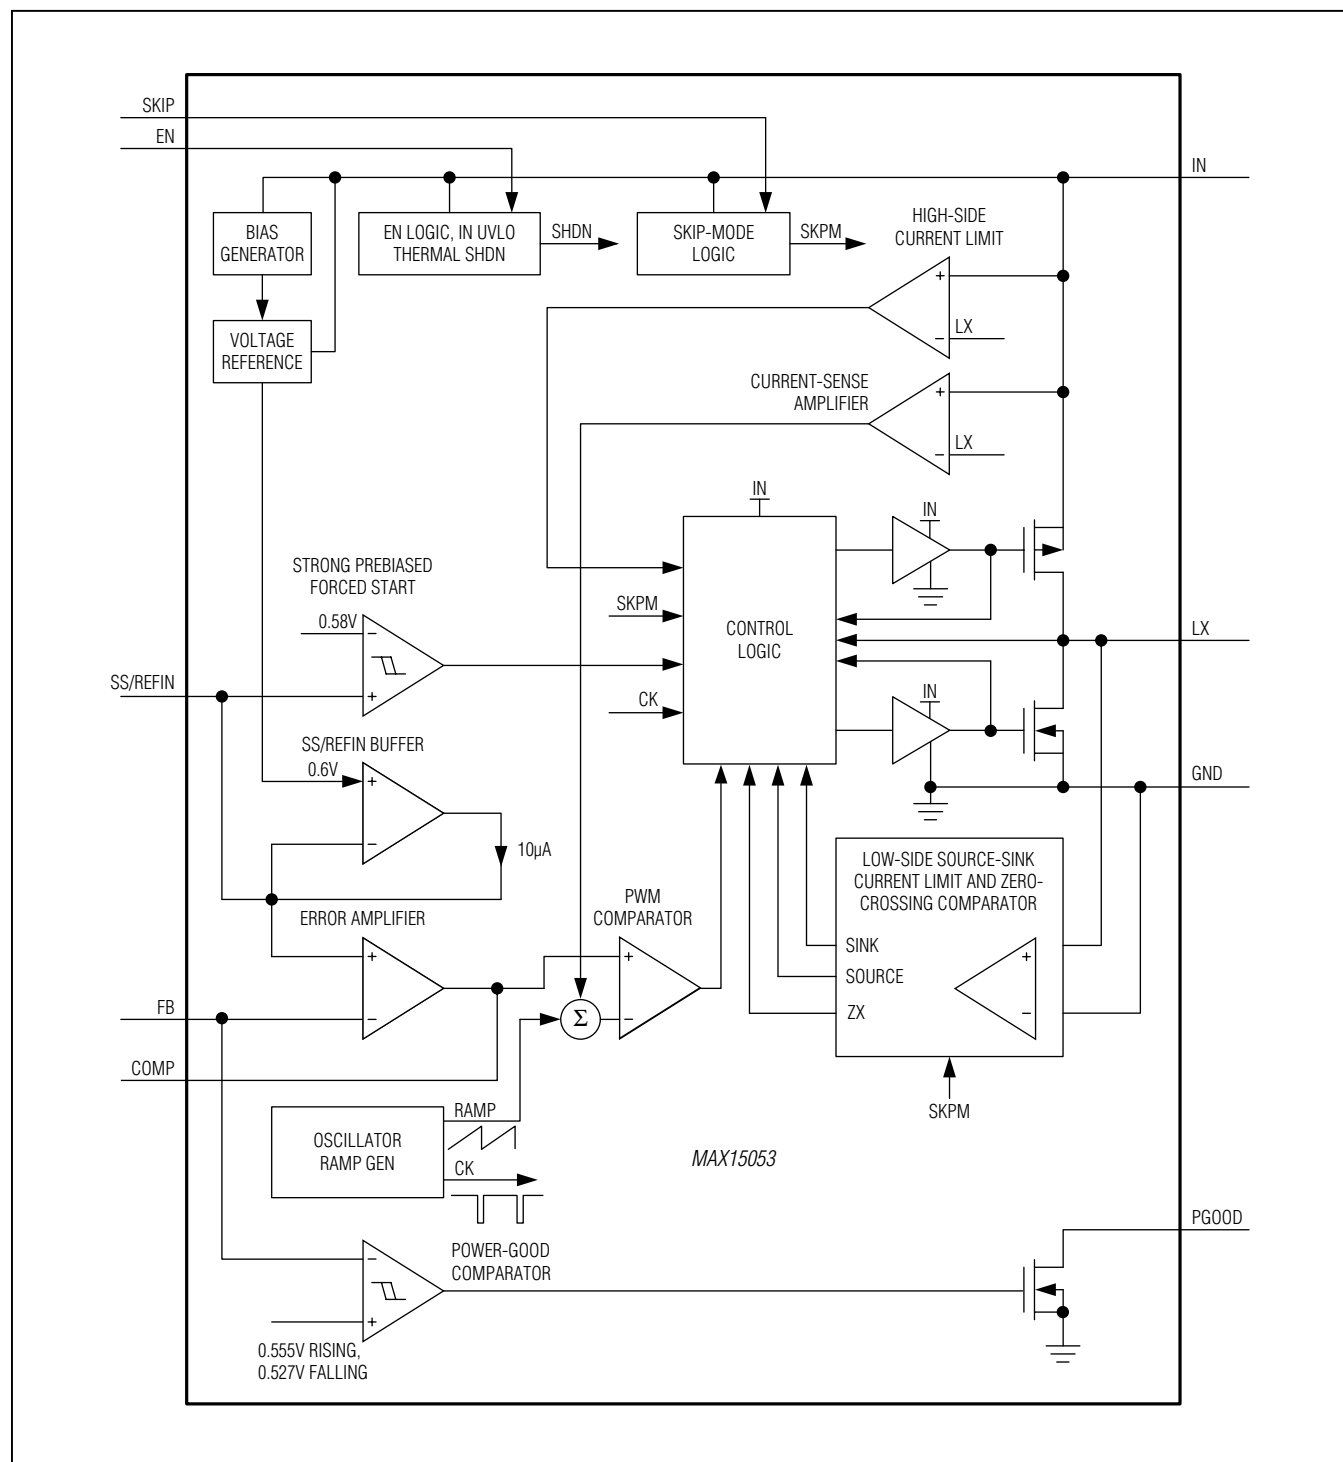 SKIP
EN
IN
BIAS
GENERATOR
EN LOGIC, IN UVLO
THERMAL SHDN
SHDN
SKIP-MODE
LOGIC
SKPM
HIGH-SIDE
CURRENT LIMIT
+
−
LX
VOLTAGE
REFERENCE
CURRENT-SENSE
AMPLIFIER
+
−
LX
IN
IN
STRONG PREBIASED
FORCED START
0.58V
−
+
SKPM
CONTROL
LOGIC
LX
SS/REFIN
CK
IN
SS/REFIN BUFFER
0.6V
+
−
10µA
GND
LOW-SIDE SOURCE-SINK
CURRENT LIMIT AND ZERO-
CROSSING COMPARATOR
SINK
SOURCE
ZX
+
−
SKPM
ERROR AMPLIFIER
+
−
PWM
COMPARATOR
+
−
Σ
FB
COMP
OSCILLATOR
RAMP GEN
RAMP
CK
MAX15053
PGOOD
POWER-GOOD
COMPARATOR
−
+
0.555V RISING,
0.527V FALLING